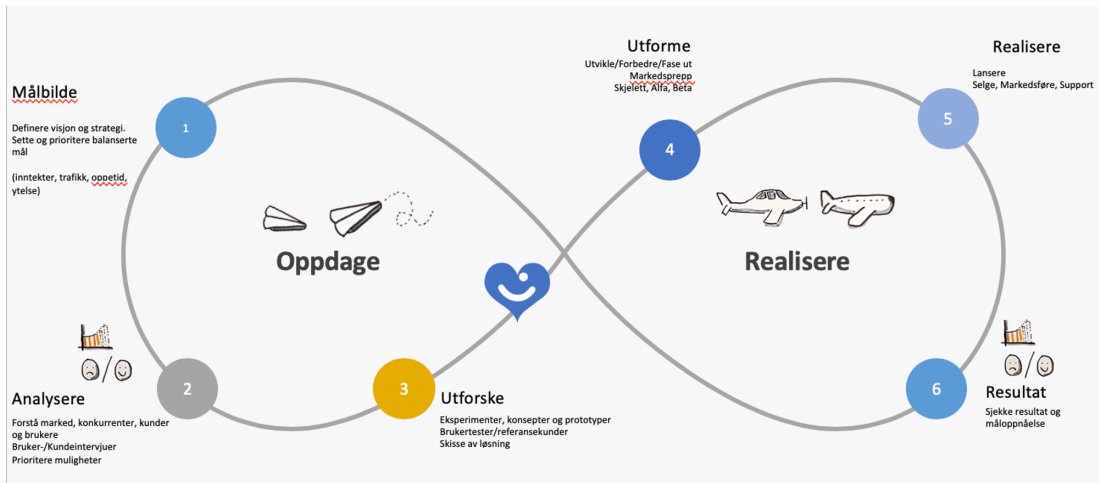 Målbilde
Definere visjon og strategi.
Sette og prioritere balanserte
mål
(inntekter, trafikk, oppetid,
ytelse)
1
Oppdage
2
Analysere
Forstå marked, konkurrenter, kunder
og brukere
Bruker-/Kundeintervjuer
Prioritere muligheter
3
Utforske
Eksperimenter, konsepter og prototyper
Brukertester/referansekunder
Skisse av løsning
Utforme
Utvikle/Forbedre/Fase ut
Markedsprepp
Skjelett, Alfa, Beta
4
Realisere
Realisere
Lansere
Selge, Markedsføre, Support
5
6
Resultat
Sjekke resultat og
måloppnåelse